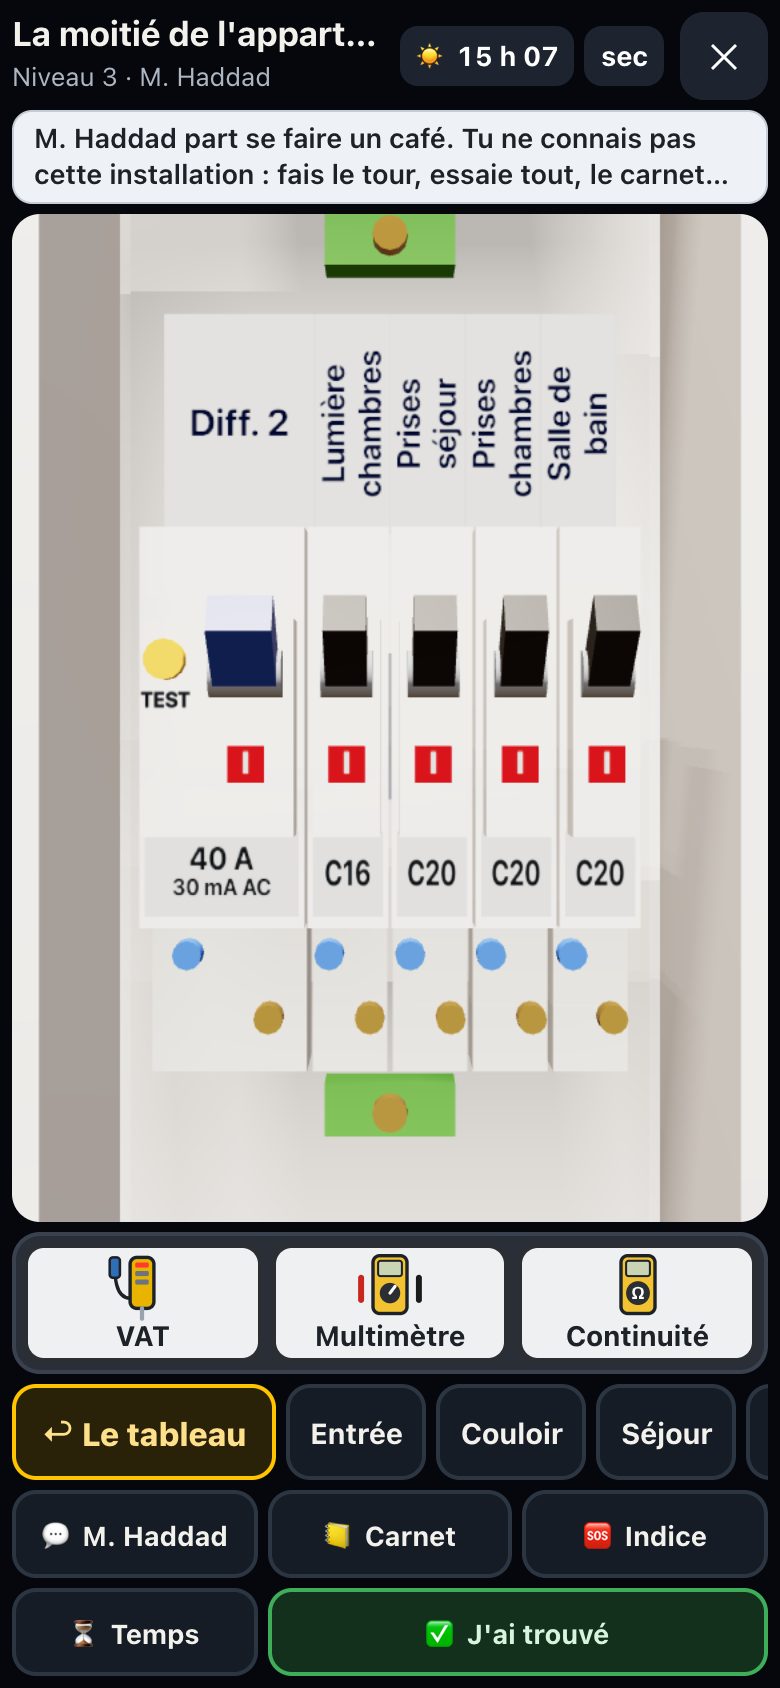 La moitié de l'appart...
Niveau 3 · M. Haddad
15 h 07
sec
M. Haddad part se faire un café. Tu ne connais pas
cette installation : fais le tour, essaie tout, le carnet...
Diff. 2
Lumière
chambres
Prises
séjour
Prises
chambres
Salle de
bain
TEST
I
I
I
I
I
40 A
30 mA AC
C16
C20
C20
C20
Ω
VAT
Multimètre
Continuité
Le tableau
Entrée
Couloir
Séjour
M. Haddad
Carnet
SOS
Indice
Temps
J'ai trouvé